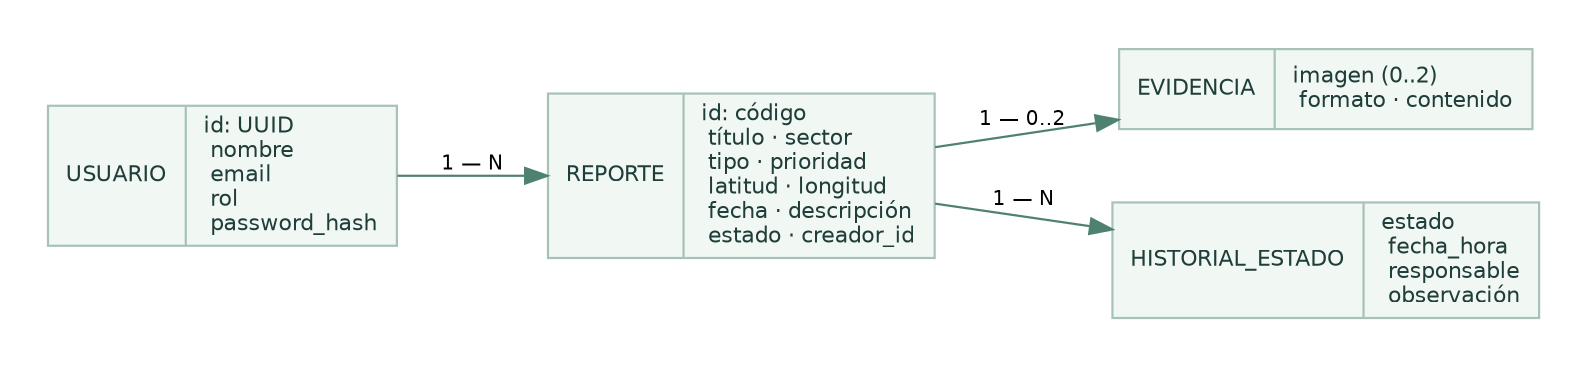 USUARIO
id: UUID
nombre
email
rol
password_hash
1 — N
REPORTE
id: código
título · sector
tipo · prioridad
latitud · longitud
fecha · descripción
estado · creador_id
1 — 0..2
EVIDENCIA
imagen (0..2)
formato · contenido
1 — N
HISTORIAL_ESTADO
estado
fecha_hora
responsable
observación